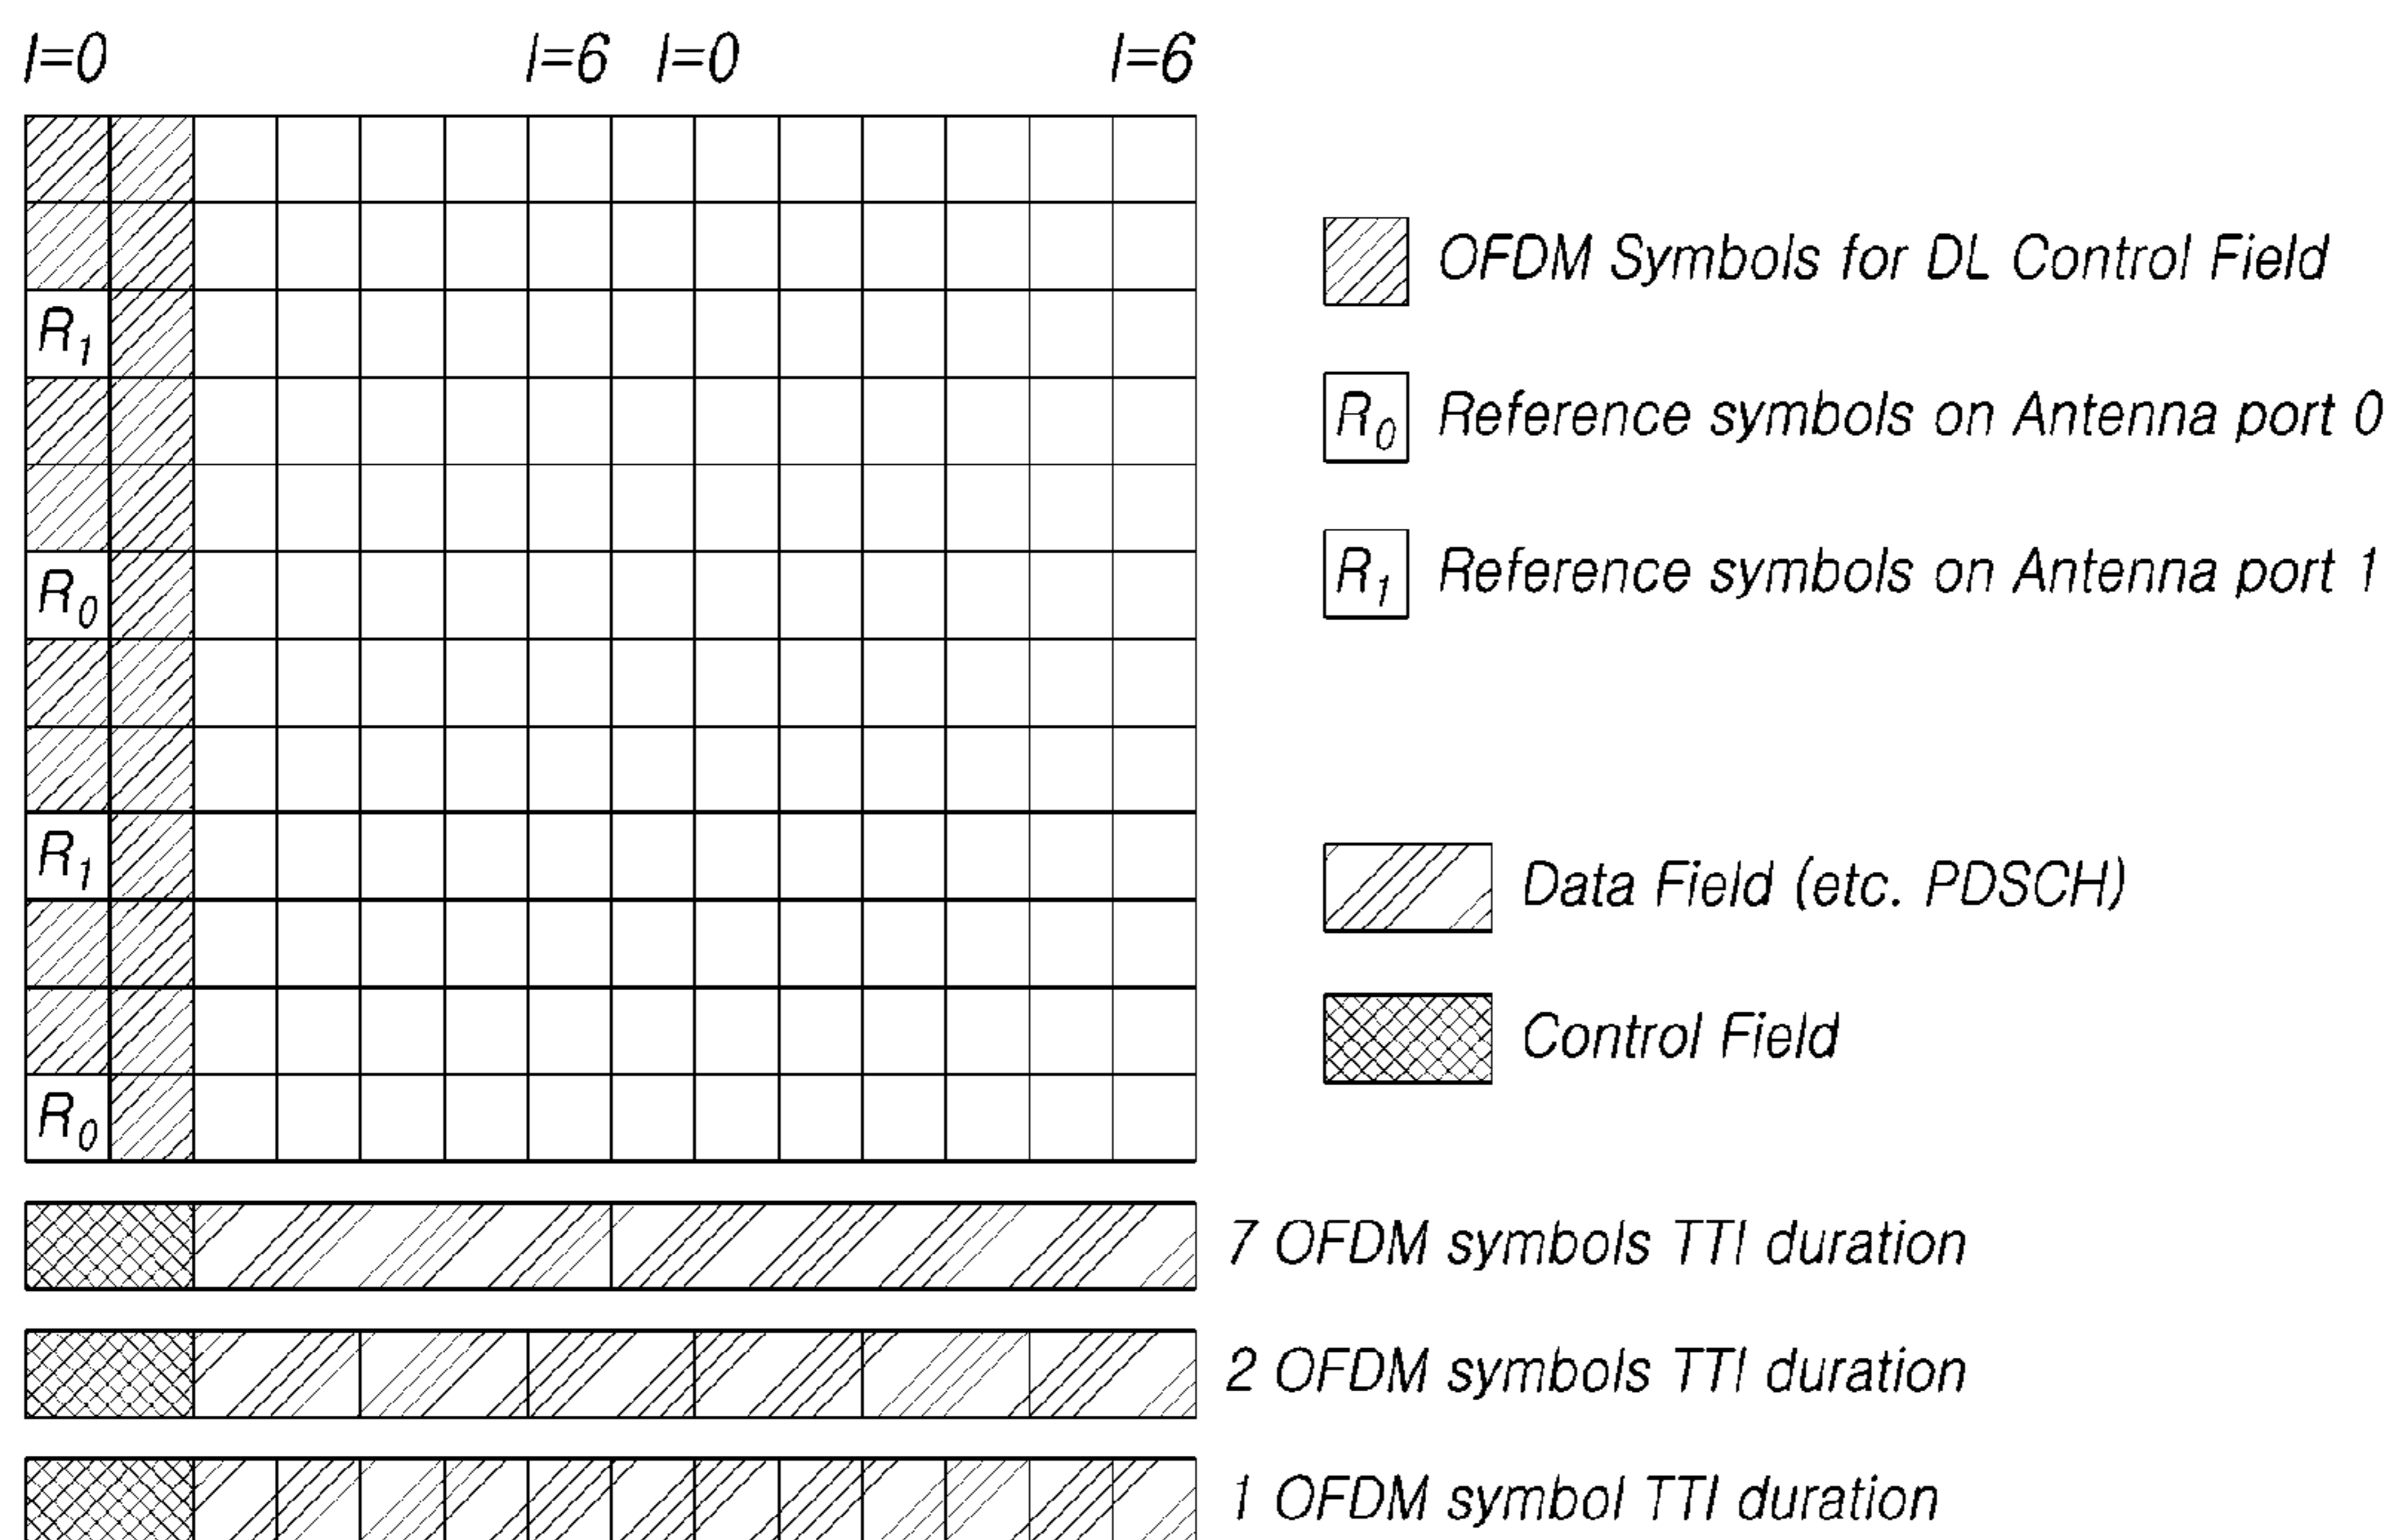 l=0 l=6 l=0 l=6
OFDM Symbols for DL Control Field
R1
R0 Reference symbols on Antenna port 0
R1 Reference symbols on Antenna port 1
R0
R1
Data Field (etc. PDSCH)
Control Field
R0
7 OFDM symbols TTI duration
2 OFDM symbols TTI duration
1 OFDM symbol TTI duration